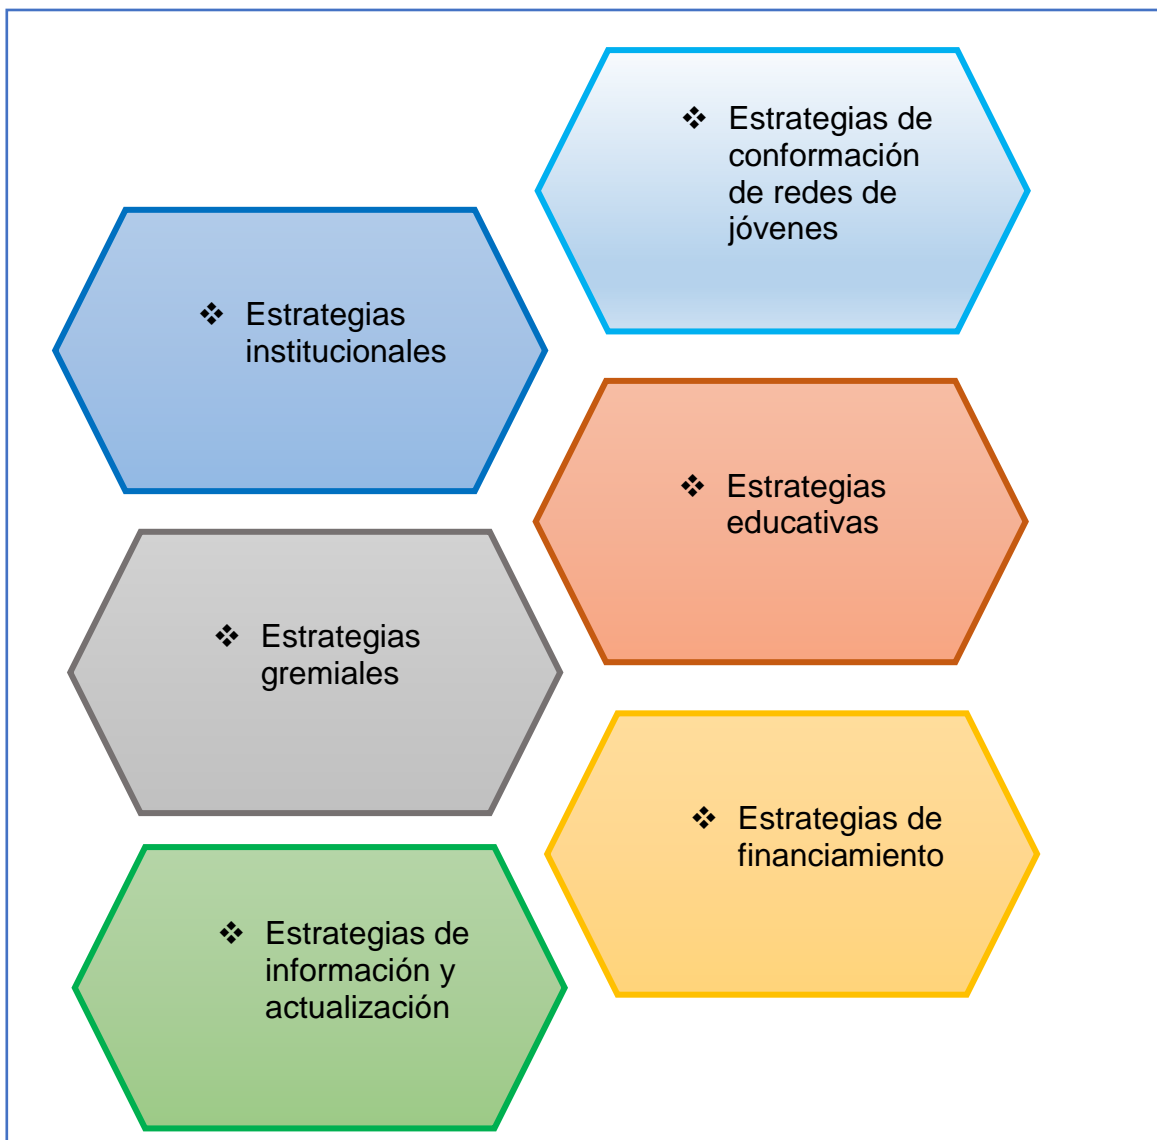 ❖ Estrategias de
conformación
de redes de
jóvenes
❖ Estrategias
institucionales
❖ Estrategias
educativas
❖ Estrategias
gremiales
❖ Estrategias de
financiamiento
❖ Estrategias de
información y
actualización